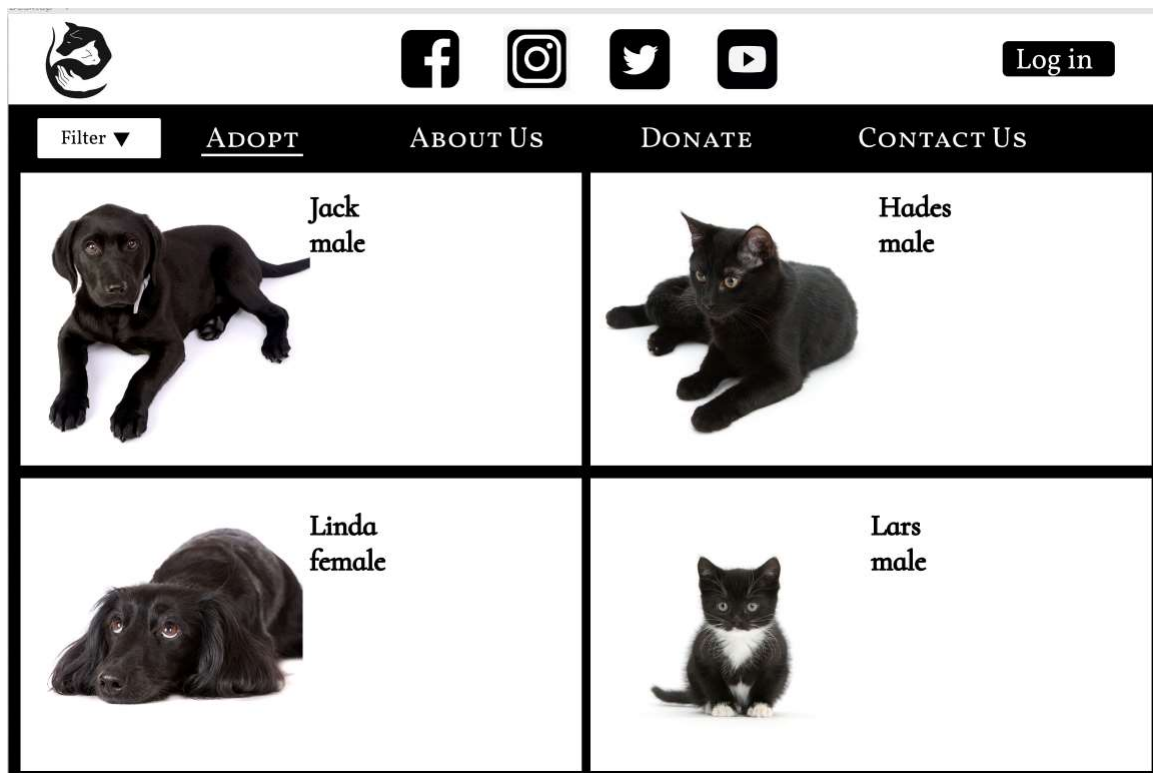 Log in
Filter ▼
ADOPT
ABOUT US
DONATE
CONTACT US
Jack
male
Hades
male
Linda
female
Lars
male